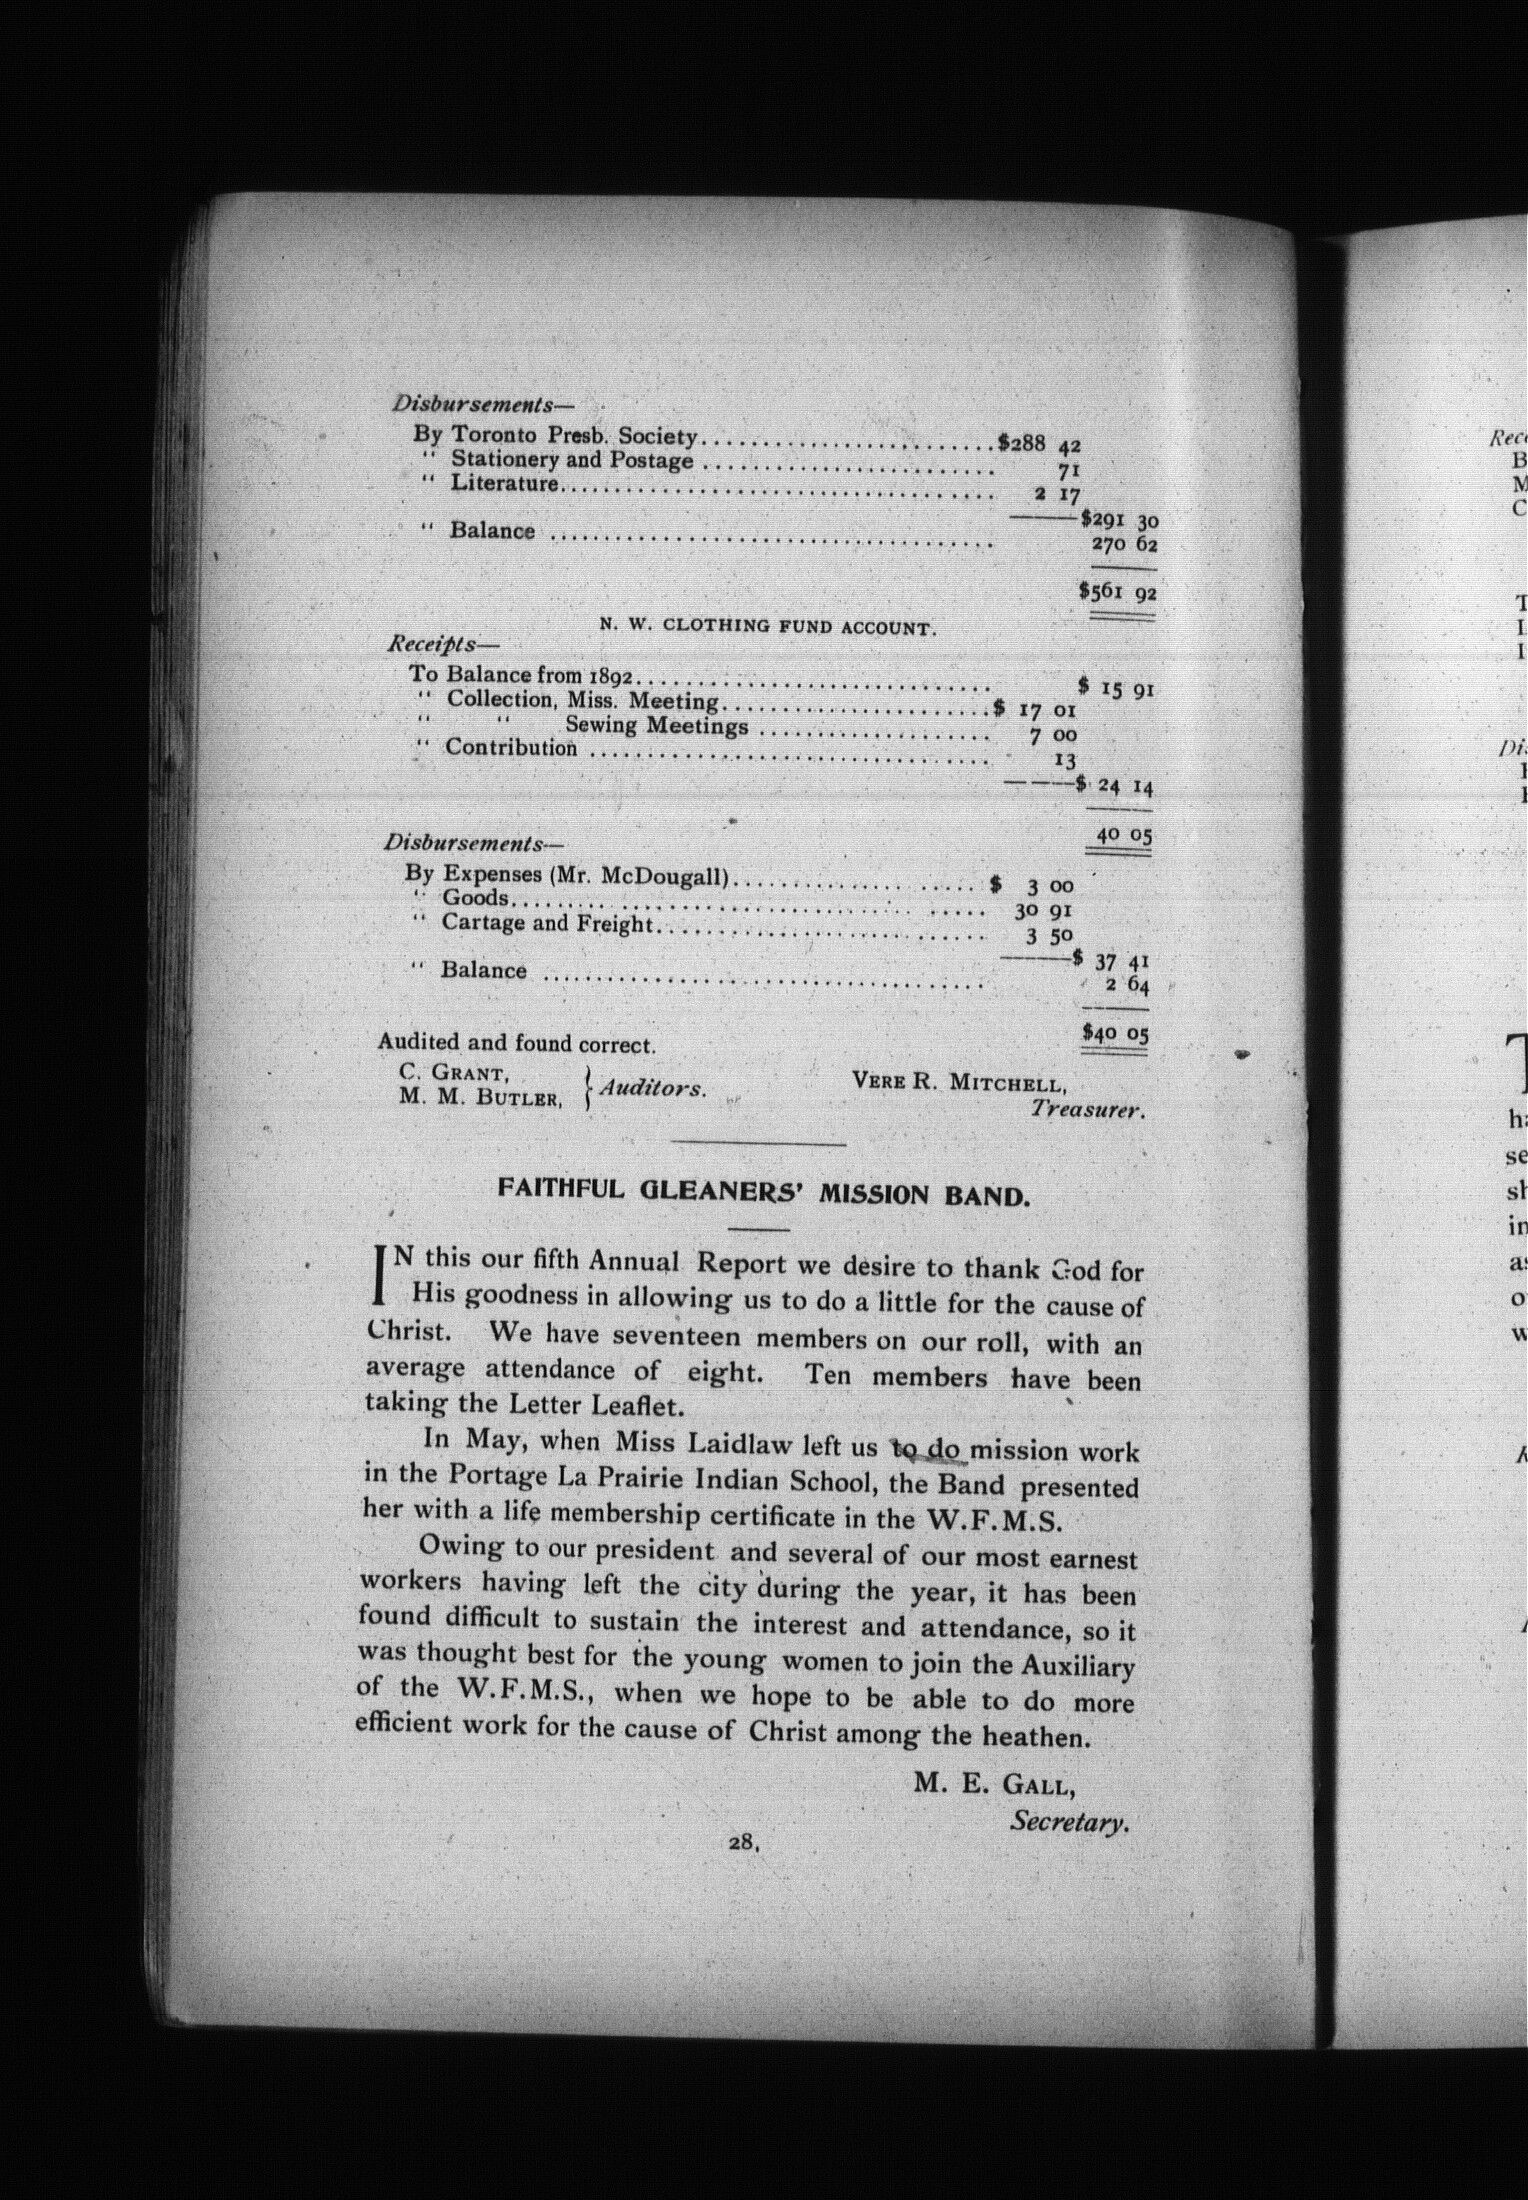 Disbursements—
By Toronto Presb. Society..........................$288 42
" Stationery and Postage .......................... 71
" Literature.................................... 2 17
———$291 30
" Balance .................................... 270 62
$561 92
N. W. CLOTHING FUND ACCOUNT.
Receipts—
To Balance from 1892.............................. $ 15 91
" Collection, Miss. Meeting......................$ 17 01
" " Sewing Meetings ................... 7 00
" Contribution ................................. 13
———$ 24 14
40 05
Disbursements—
By Expenses (Mr. McDougall)................... $ 3 00
" Goods....................................... 30 91
" Cartage and Freight............................ 3 50
———$ 37 41
" Balance .................................... 2 64
$40 05
Audited and found correct.
C. GRANT,
M. M. BUTLER, } Auditors.
VERE R. MITCHELL,
Treasurer.
FAITHFUL GLEANERS' MISSION BAND.
IN this our fifth Annual Report we desire to thank God for
His goodness in allowing us to do a little for the cause of
Christ. We have seventeen members on our roll, with an
average attendance of eight. Ten members have been
taking the Letter Leaflet.
In May, when Miss Laidlaw left us to do mission work
in the Portage La Prairie Indian School, the Band presented
her with a life membership certificate in the W.F.M.S.
Owing to our president and several of our most earnest
workers having left the city during the year, it has been
found difficult to sustain the interest and attendance, so it
was thought best for the young women to join the Auxiliary
of the W.F.M.S., when we hope to be able to do more
efficient work for the cause of Christ among the heathen.
M. E. GALL,
Secretary.
28.